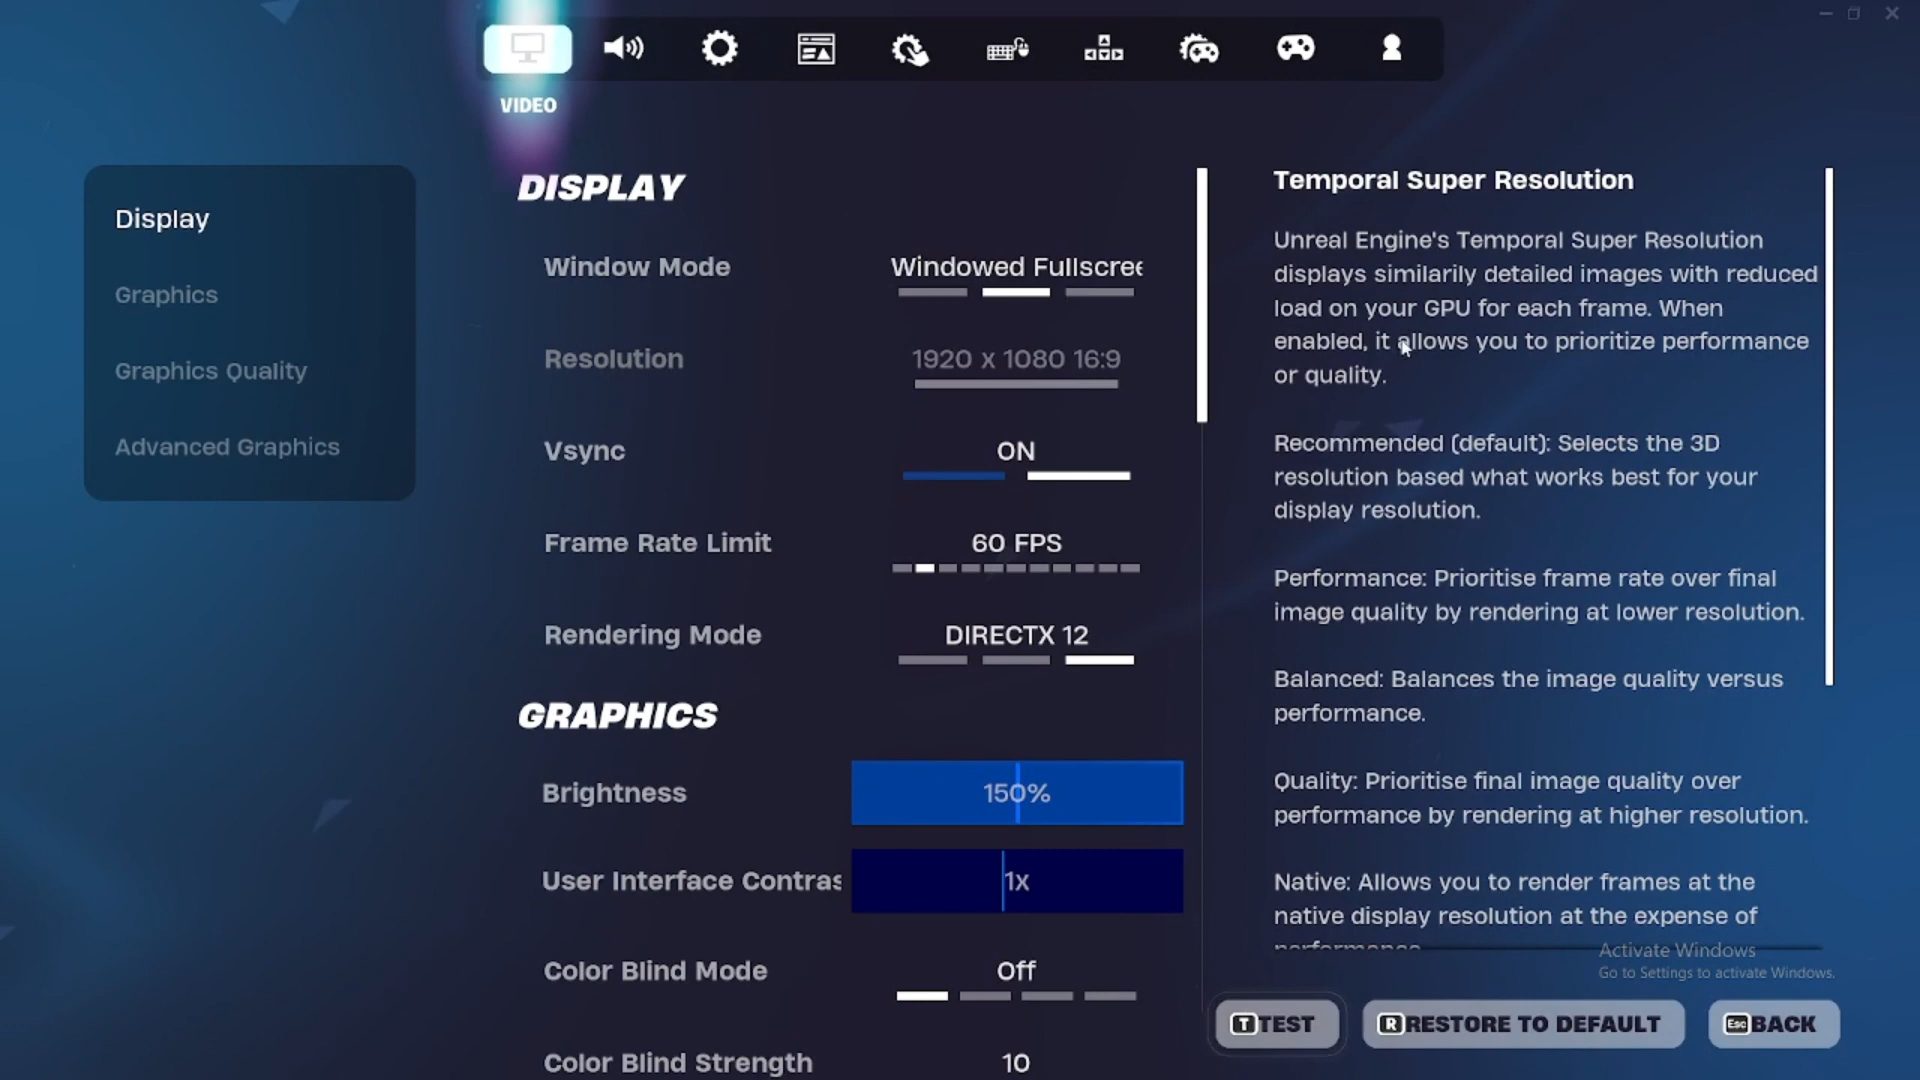 VIDEO
Display
Graphics
Graphics Quality
Advanced Graphics
DISPLAY
Window Mode
Windowed Fullscree
Resolution
1920 x 1080 16:9
Vsync
ON
Frame Rate Limit
60 FPS
Rendering Mode
DIRECTX 12
GRAPHICS
Brightness
150%
User Interface Contras
1x
Color Blind Mode
Off
Color Blind Strength
10
Temporal Super Resolution
Unreal Engine's Temporal Super Resolution
displays similarily detailed images with reduced
load on your GPU for each frame. When
enabled, it allows you to prioritize performance
or quality.
Recommended (default): Selects the 3D
resolution based what works best for your
display resolution.
Performance: Prioritise frame rate over final
image quality by rendering at lower resolution.
Balanced: Balances the image quality versus
performance.
Quality: Prioritise final image quality over
performance by rendering at higher resolution.
Native: Allows you to render frames at the
native display resolution at the expense of
performance
Activate Windows
Go to Settings to activate Windows.
T TEST
R RESTORE TO DEFAULT
Esc BACK